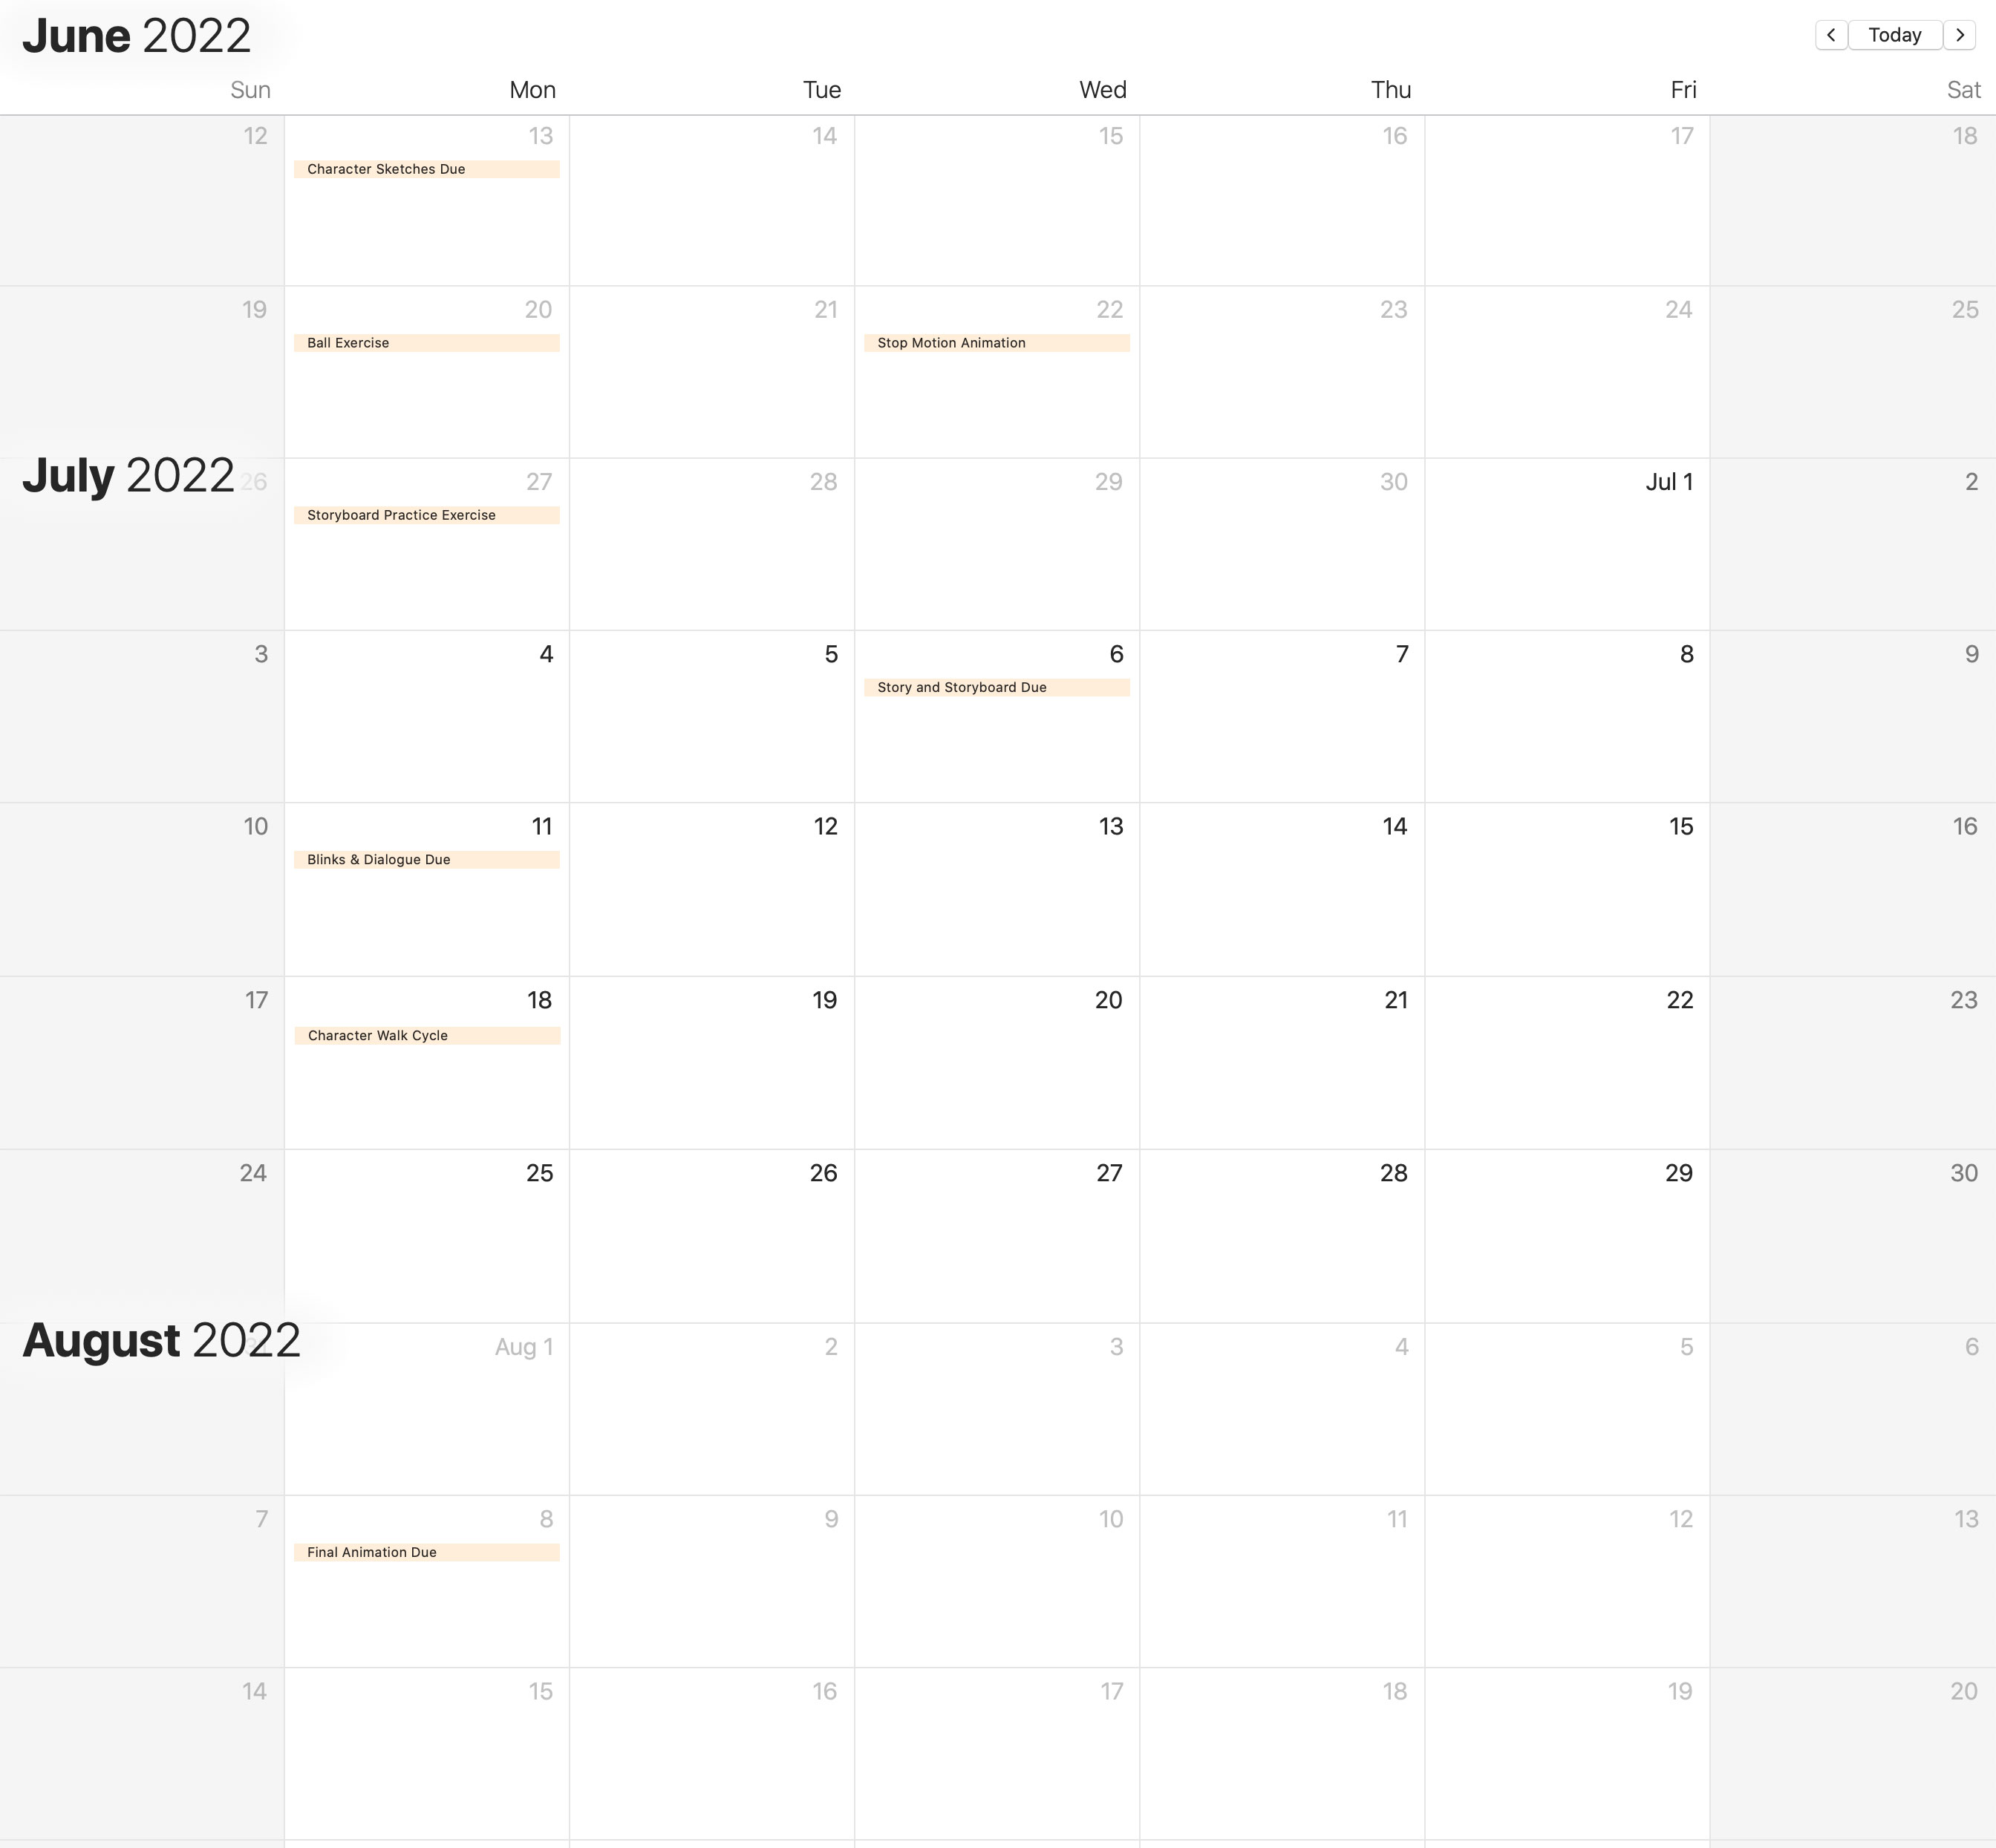 June 2022
Today
Sun Mon Tue Wed Thu Fri Sat
12 13 14 15 16 17 18
Character Sketches Due
19 20 21 22 23 24 25
Ball Exercise Stop Motion Animation
July 2022 26 27 28 29 30 Jul 1 2
Storyboard Practice Exercise
3 4 5 6 7 8 9
Story and Storyboard Due
10 11 12 13 14 15 16
Blinks & Dialogue Due
17 18 19 20 21 22 23
Character Walk Cycle
24 25 26 27 28 29 30
August 2022 Aug 1 2 3 4 5 6
7 8 9 10 11 12 13
Final Animation Due
14 15 16 17 18 19 20